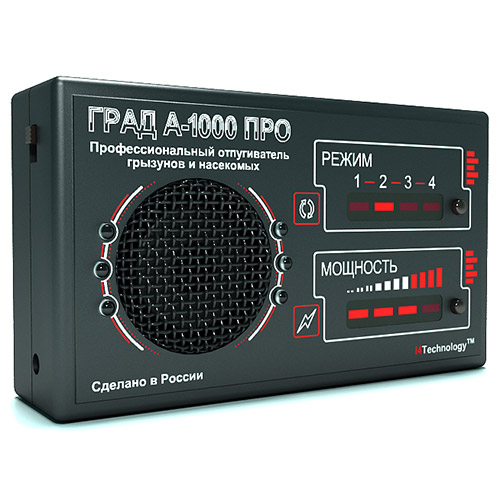 ГРАД А-1000 ПРО
Профессиональный отпугиватель
грызунов и насекомых
РЕЖИМ
1–2–3–4
МОЩНОСТЬ
Technology™
Сделано в России